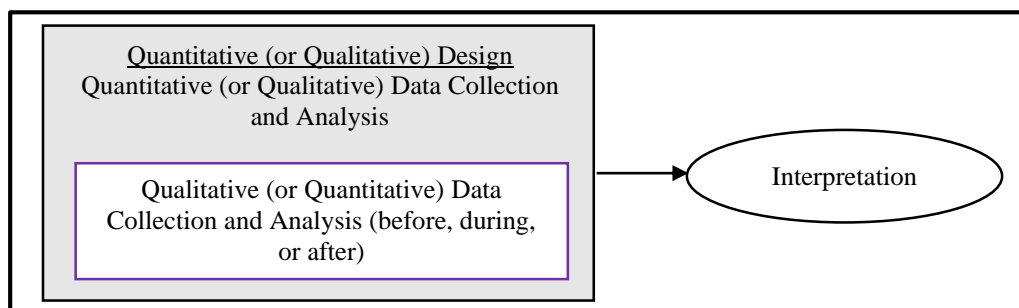 Quantitative (or Qualitative) Design
Quantitative (or Qualitative) Data Collection
and Analysis
Qualitative (or Quantitative) Data
Collection and Analysis (before, during,
or after)
Interpretation